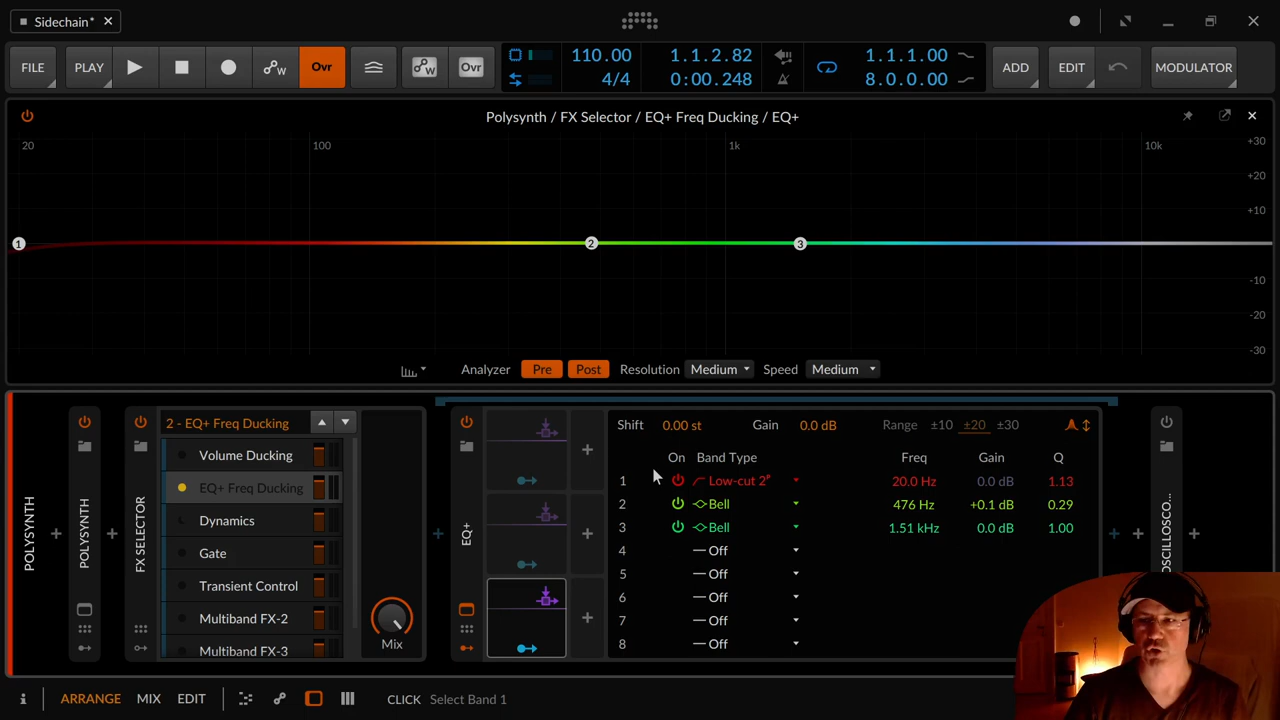 Sidechain*
FILE
PLAY
Ovr
Ovr
110.00
4/4
1.1.2.82
0:00.248
1.1.1.00
8.0.0.00
ADD
EDIT
MODULATOR
Polysynth / FX Selector / EQ+ Freq Ducking / EQ+
20
100
1k
10k
+30
+20
+10
-10
-20
-30
1
2
3
Analyzer
Pre
Post
Resolution
Medium
Speed
Medium
POLYSYNTH
POLYSYNTH
FX SELECTOR
2 - EQ+ Freq Ducking
Volume Ducking
EQ+ Freq Ducking
Dynamics
Gate
Transient Control
Multiband FX-2
Multiband FX-3
Mix
EQ+
Shift 0.00 st Gain 0.0 dB Range ±10 ±20 ±30
On Band Type Freq Gain Q
1 Low-cut 2" 20.0 Hz 0.0 dB 1.13
2 Bell 476 Hz +0.1 dB 0.29
3 Bell 1.51 kHz 0.0 dB 1.00
4 Off
5 Off
6 Off
7 Off
8 Off
OSCILLOSCO...
ARRANGE
MIX
EDIT
CLICK Select Band 1